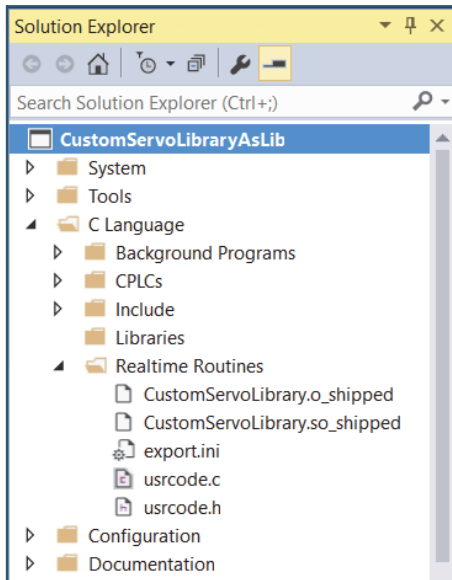 Solution Explorer
Search Solution Explorer (Ctrl+;)
CustomServoLibraryAsLib
System
Tools
C Language
Background Programs
CPLCs
Include
Libraries
Realtime Routines
CustomServoLibrary.o_shipped
CustomServoLibrary.so_shipped
export.ini
usrcode.c
usrcode.h
Configuration
Documentation